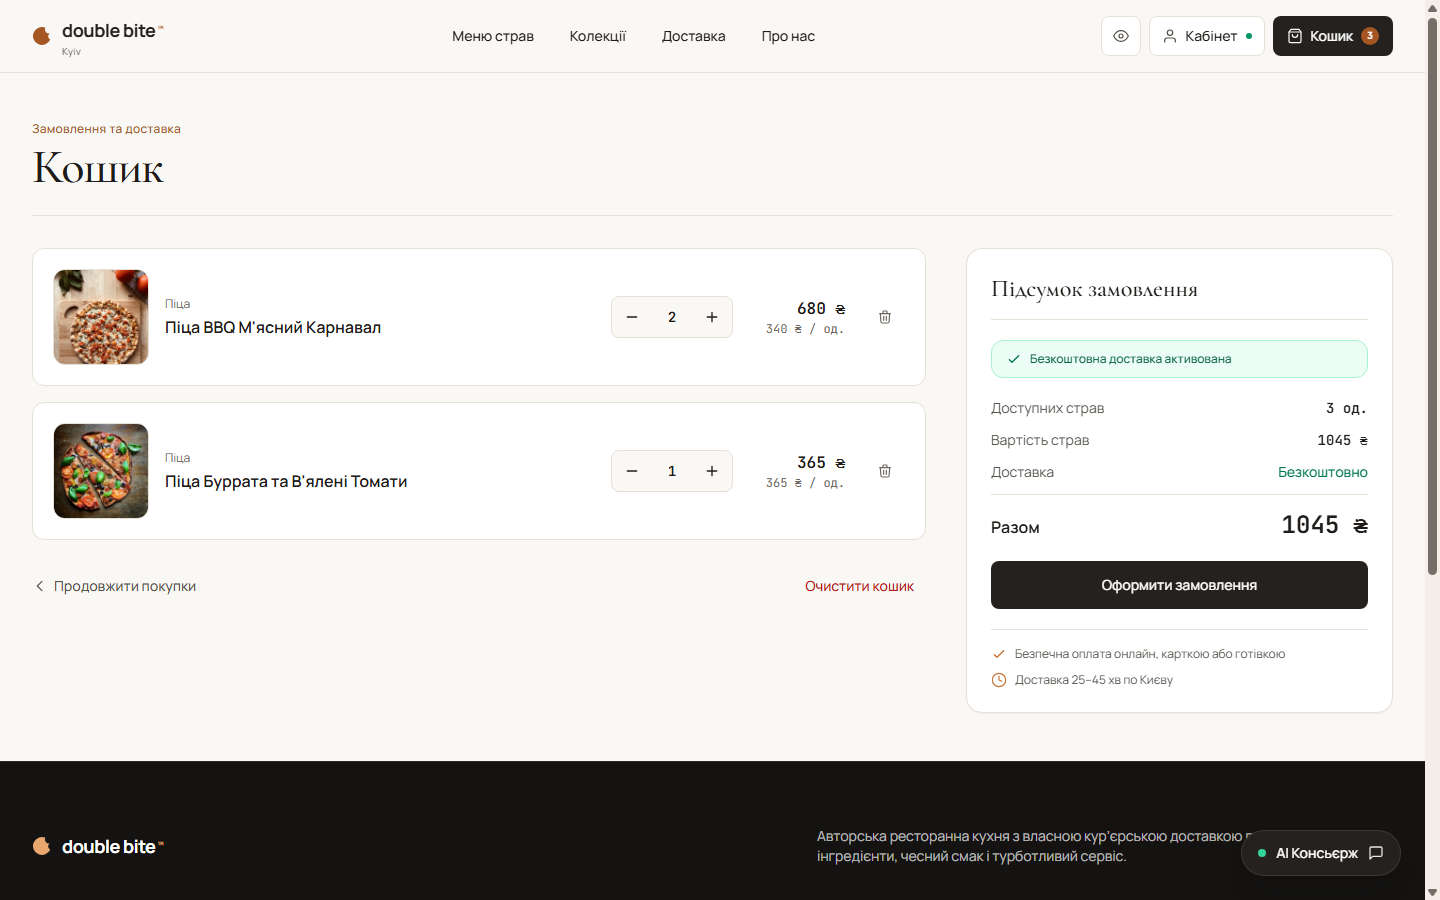 double bite™
Kyiv
Меню страв
Колекції
Доставка
Про нас
Кабінет
Кошик 3
Замовлення та доставка
Кошик
Піца
Піца BBQ М'ясний Карнавал
− 2 +
680 ₴
340 ₴ / од.
Піца
Піца Буррата та В'ялені Томати
− 1 +
365 ₴
365 ₴ / од.
Продовжити покупки
Очистити кошик
Підсумок замовлення
Безкоштовна доставка активована
Доступних страв 3 од.
Вартість страв 1045 ₴
Доставка Безкоштовно
Разом 1045 ₴
Оформити замовлення
Безпечна оплата онлайн, карткою або готівкою
Доставка 25–45 хв по Києву
double bite™
Авторська ресторанна кухня з власною кур’єрською доставкою
інгредієнти, чесний смак і турботливий сервіс.
AI Консьєрж